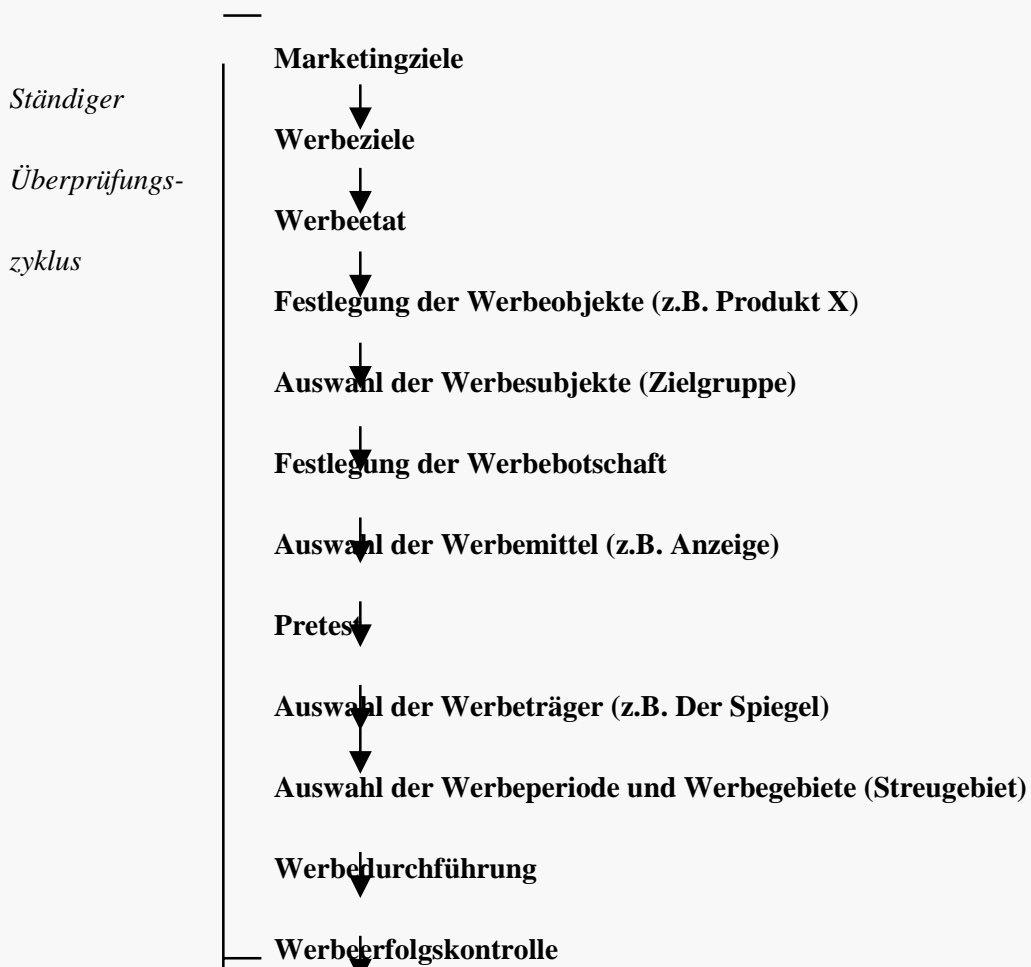 Marketingziele
Ständiger
Werbeziele
Überprüfungs-
Werbeetat
zyklus
Festlegung der Werbeobjekte (z.B. Produkt X)
Auswahl der Werbesubjekte (Zielgruppe)
Festlegung der Werbebotschaft
Auswahl der Werbemittel (z.B. Anzeige)
Pretest
Auswahl der Werbeträger (z.B. Der Spiegel)
Auswahl der Werbeperiode und Werbegebiete (Streugebiet)
Werbedurchführung
Werbeerfolgskontrolle